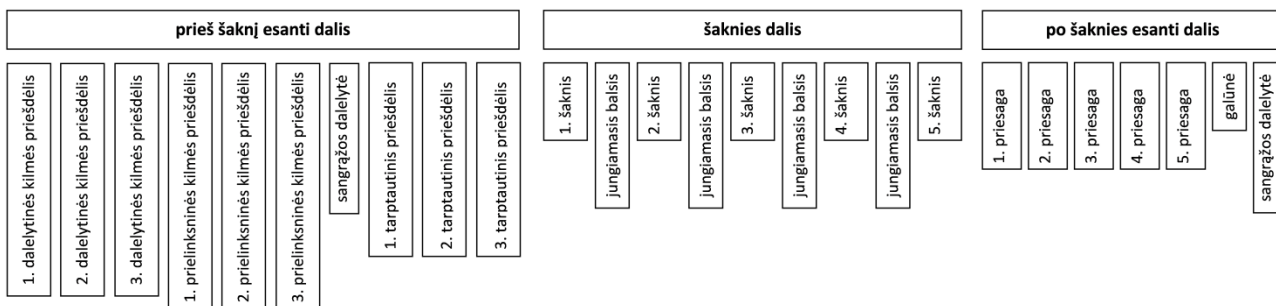 prieš šaknį esanti dalis
šaknies dalis
po šaknies esanti dalis
1. dalelytinės kilmės priešdėlis
2. dalelytinės kilmės priešdėlis
3. dalelytinės kilmės priešdėlis
1. prielinksninės kilmės priešdėlis
2. prielinksninės kilmės priešdėlis
3. prielinksninės kilmės priešdėlis
sangrąžos dalelytė
1. tarptautinis priešdėlis
2. tarptautinis priešdėlis
3. tarptautinis priešdėlis
1. šaknis
jungiamasis balsis
2. šaknis
jungiamasis balsis
3. šaknis
jungiamasis balsis
4. šaknis
jungiamasis balsis
5. šaknis
1. priesaga
2. priesaga
3. priesaga
4. priesaga
5. priesaga
galūnė
sangrąžos dalelytė